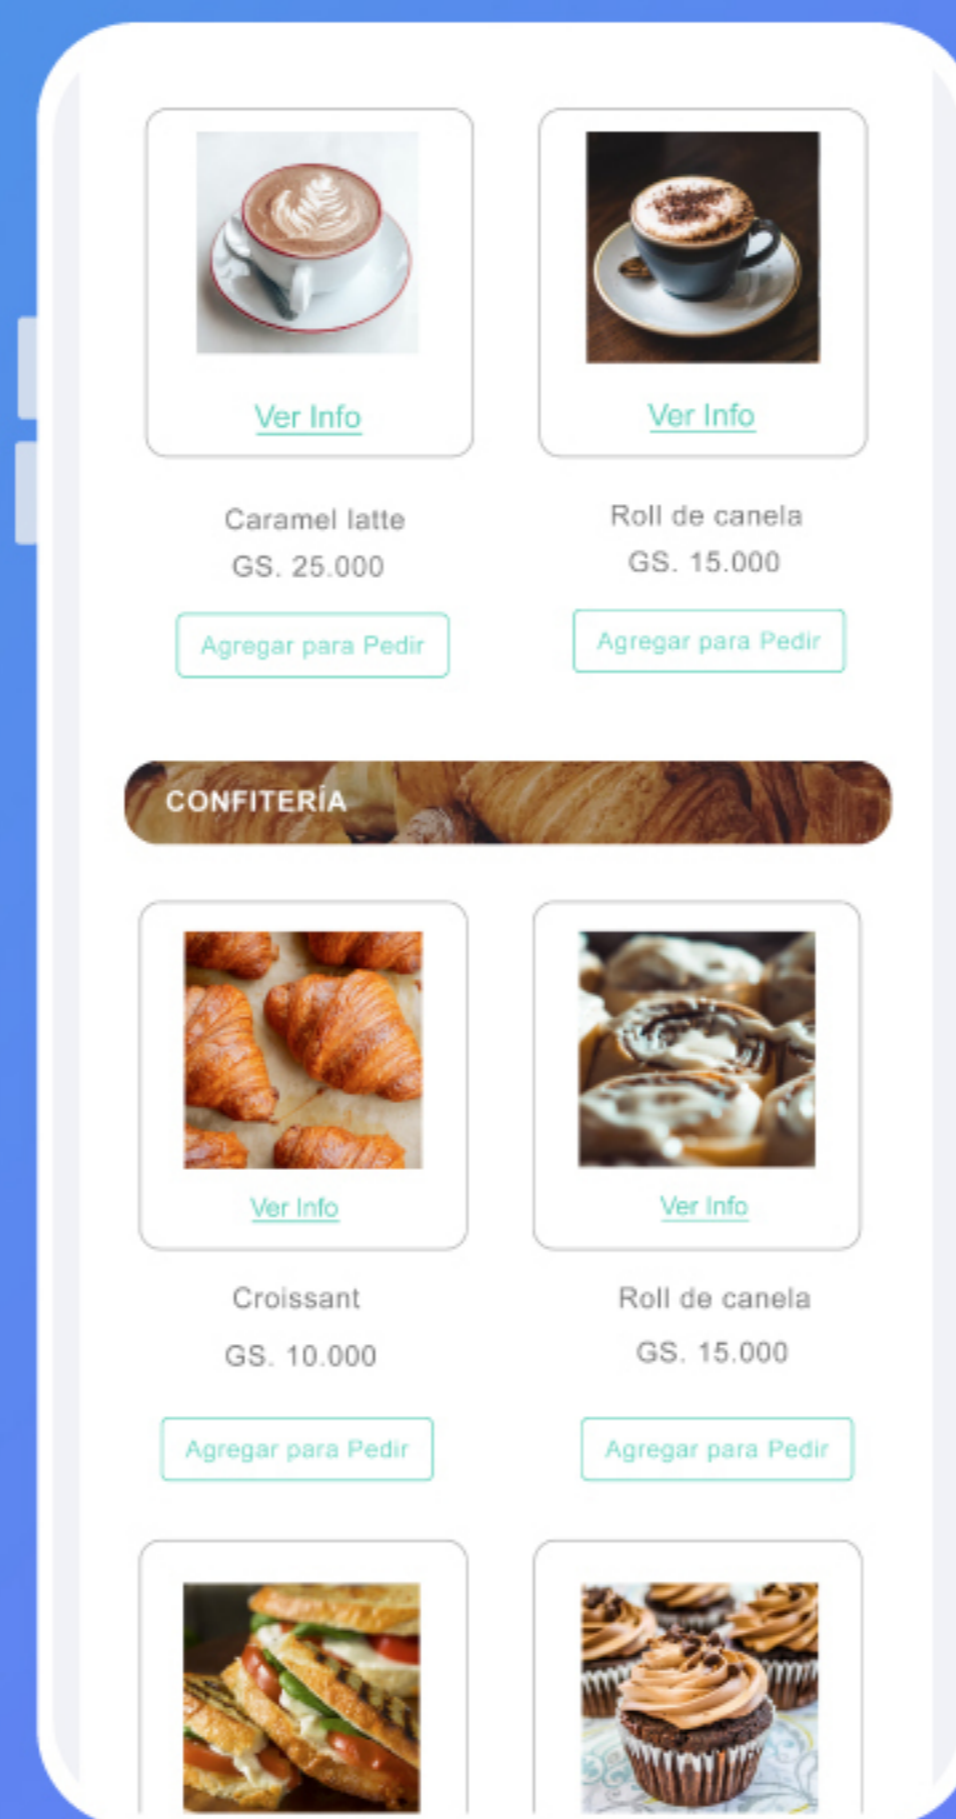 Ver Info
Ver Info
Caramel latte
Roll de canela
GS. 25.000
GS. 15.000
Agregar para Pedir
Agregar para Pedir
CONFITERÍA
Ver Info
Ver Info
Croissant
Roll de canela
GS. 10.000
GS. 15.000
Agregar para Pedir
Agregar para Pedir